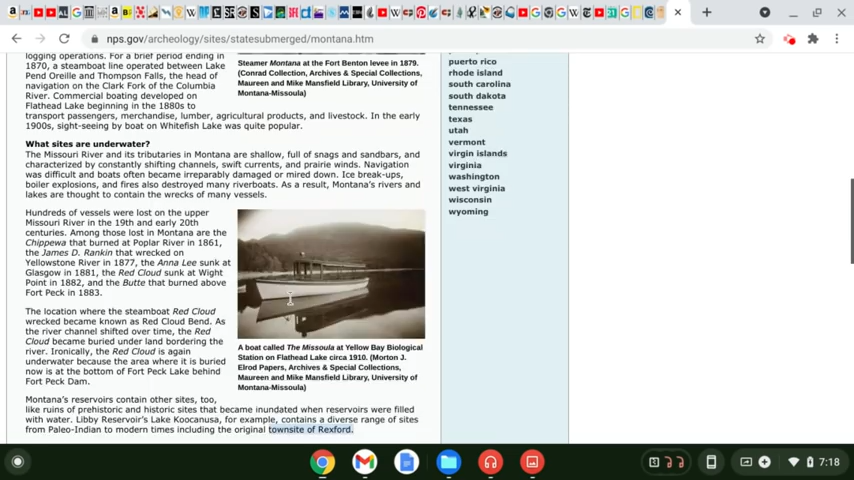 nps.gov/archeology/sites/statesubmerged/montana.htm
logging operations. For a brief period ending in
1870, a steamboat line operated between Lake
Pend Oreille and Thompson Falls, the head of
navigation on the Clark Fork of the Columbia
River. Commercial boating developed on
Flathead Lake beginning in the 1880s to
transport passengers, merchandise, lumber, agricultural products, and livestock. In the early
1900s, sight-seeing by boat on Whitefish Lake was quite popular.
Steamer Montana at the Fort Benton levee in 1879.
(Conrad Collection, Archives & Special Collections,
Maureen and Mike Mansfield Library, University of
Montana-Missoula)
What sites are underwater?
The Missouri River and its tributaries in Montana are shallow, full of snags and sandbars, and
characterized by constantly shifting channels, swift currents, and prairie winds. Navigation
was difficult and boats often became irreparably damaged or mired down. Ice break-ups,
boiler explosions, and fires also destroyed many riverboats. As a result, Montana's rivers and
lakes are thought to contain the wrecks of many vessels.
Hundreds of vessels were lost on the upper
Missouri River in the 19th and early 20th
centuries. Among those lost in Montana are the
Chippewa that burned at Poplar River in 1861,
the James D. Rankin that wrecked on
Yellowstone River in 1877, the Anna Lee sunk at
Glasgow in 1881, the Red Cloud sunk at Wight
Point in 1882, and the Butte that burned above
Fort Peck in 1883.
The location where the steamboat Red Cloud
wrecked became known as Red Cloud Bend. As
the river channel shifted over time, the Red
Cloud became buried under land bordering the
river. Ironically, the Red Cloud is again
underwater because the area where it is buried
now is at the bottom of Fort Peck Lake behind
Fort Peck Dam.
A boat called The Missoula at Yellow Bay Biological
Station on Flathead Lake circa 1910. (Morton J.
Elrod Papers, Archives & Special Collections,
Maureen and Mike Mansfield Library, University of
Montana-Missoula)
Montana's reservoirs contain other sites, too,
like ruins of prehistoric and historic sites that became inundated when reservoirs were filled
with water. Libby Reservoir's Lake Koocanusa, for example, contains a diverse range of sites
from Paleo-Indian to modern times including the original townsite of Rexford.
puerto rico
rhode island
south carolina
south dakota
tennessee
texas
utah
vermont
virgin islands
virginia
washington
west virginia
wisconsin
wyoming
7:18